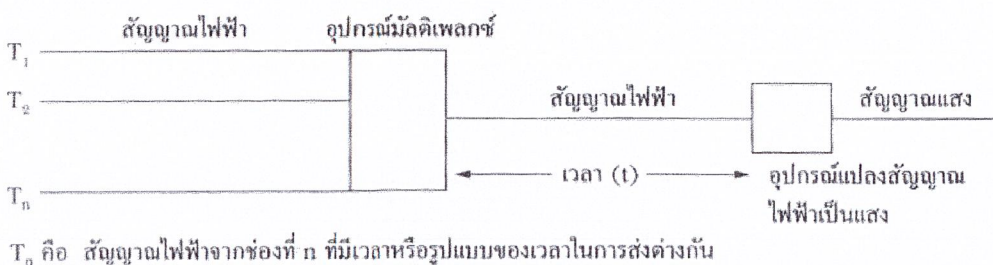 สัญญาณไฟฟ้า อุปกรณ์มัลติเพลกซ์
T₁
T₂
สัญญาณไฟฟ้า สัญญาณแสง
เวลา (t)
อุปกรณ์แปลงสัญญาณ
ไฟฟ้าเป็นแสง
Tₙ
Tₙ คือ สัญญาณไฟฟ้าจากช่องที่ n ที่มีเวลาหรือรูปแบบของเวลาในการส่งต่างกัน